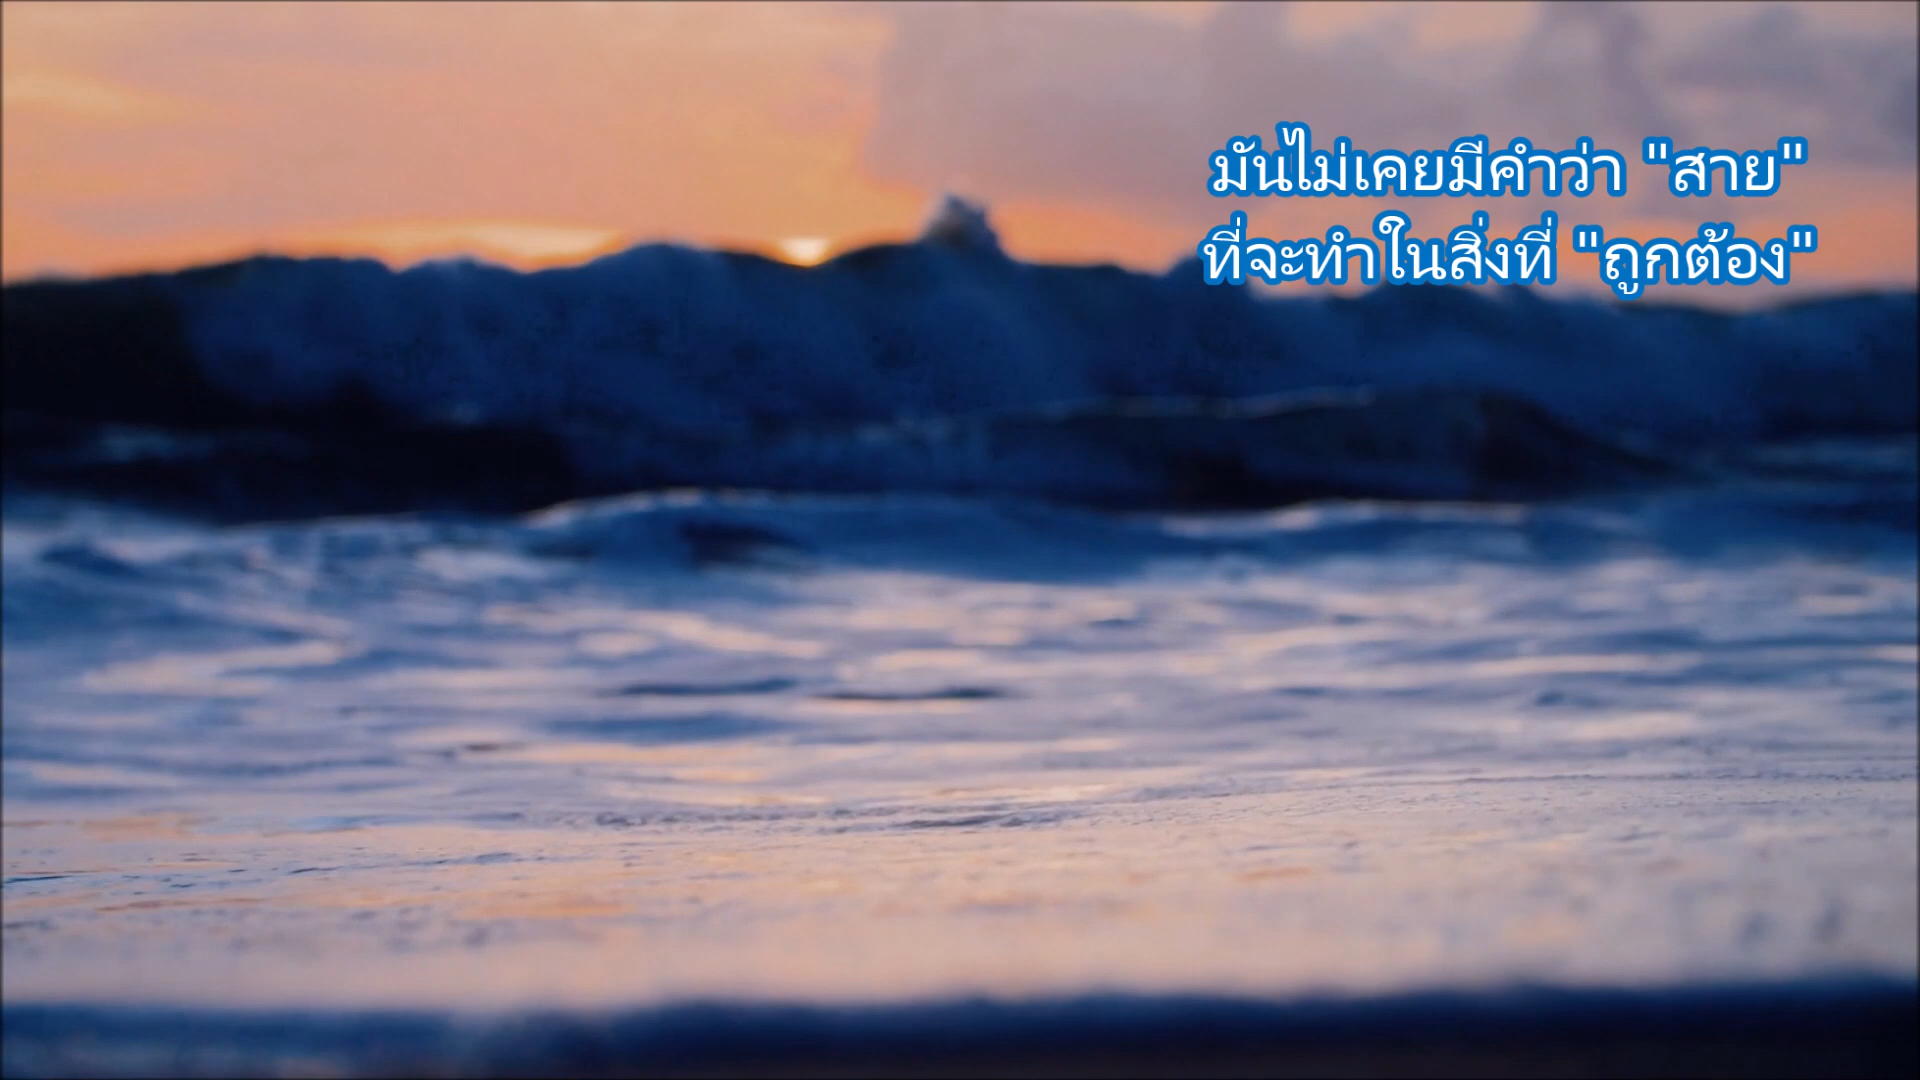 มันไม่เคยมีคำว่า "สาย"
ที่จะทำในสิ่งที่ "ถูกต้อง"